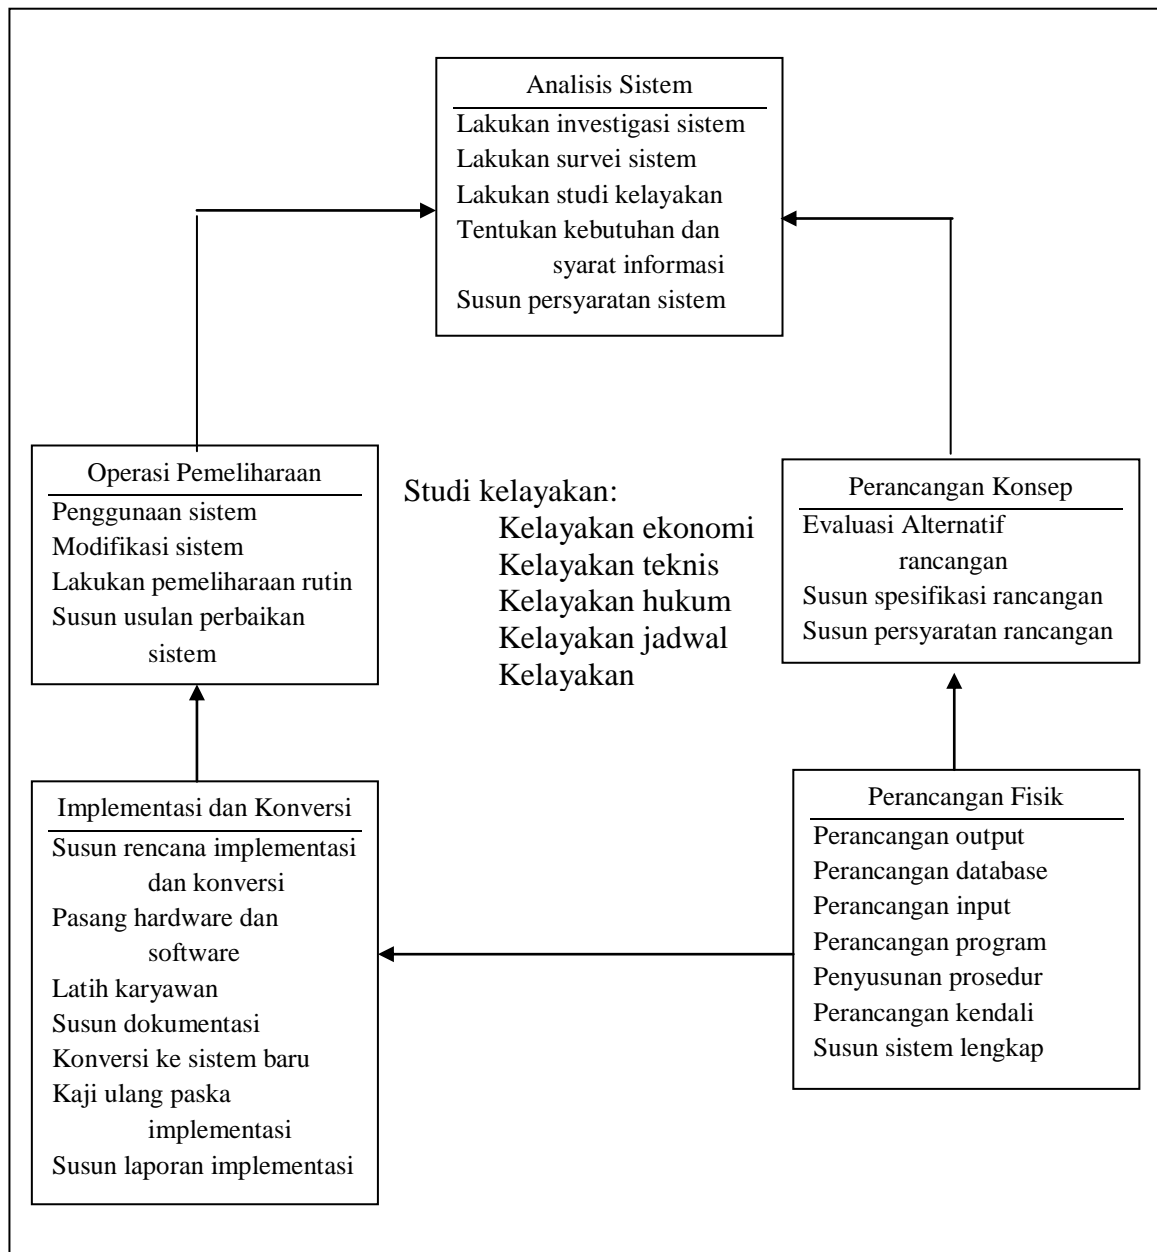 Analisis Sistem
Lakukan investigasi sistem
Lakukan survei sistem
Lakukan studi kelayakan
Tentukan kebutuhan dan
syarat informasi
Susun persyaratan sistem
Operasi Pemeliharaan
Penggunaan sistem
Modifikasi sistem
Lakukan pemeliharaan rutin
Susun usulan perbaikan
sistem
Studi kelayakan:
Kelayakan ekonomi
Kelayakan teknis
Kelayakan hukum
Kelayakan jadwal
Kelayakan
Perancangan Konsep
Evaluasi Alternatif
rancangan
Susun spesifikasi rancangan
Susun persyaratan rancangan
Implementasi dan Konversi
Susun rencana implementasi
dan konversi
Pasang hardware dan
software
Latih karyawan
Susun dokumentasi
Konversi ke sistem baru
Kaji ulang paska
implementasi
Susun laporan implementasi
Perancangan Fisik
Perancangan output
Perancangan database
Perancangan input
Perancangan program
Penyusunan prosedur
Perancangan kendali
Susun sistem lengkap